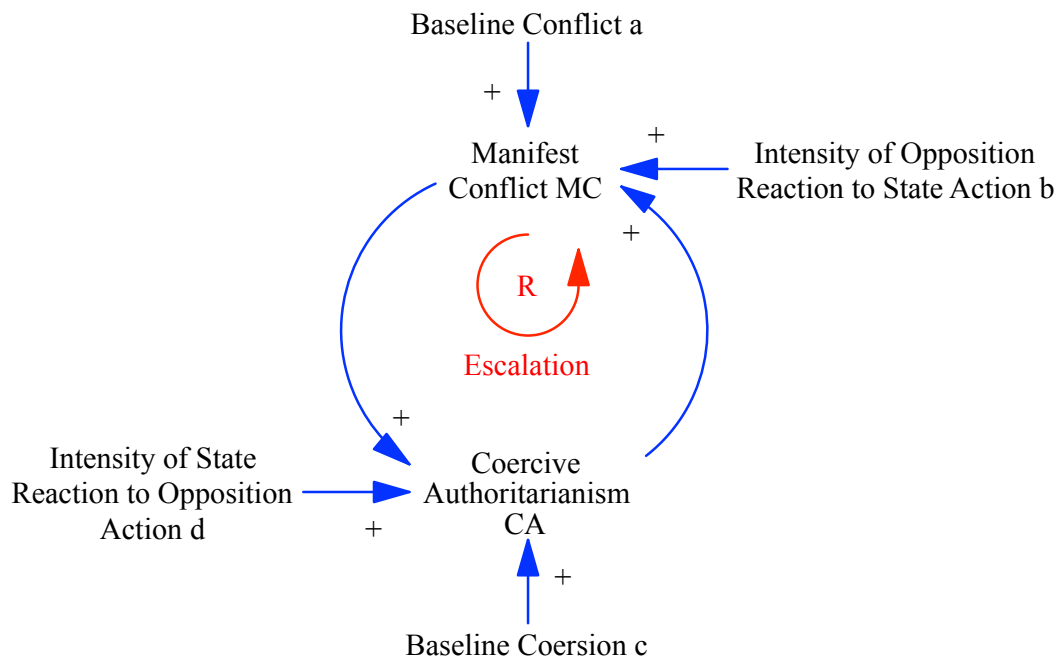 Baseline Conflict a
+
+
Manifest
Conflict MC
Intensity of Opposition
Reaction to State Action b
+
R
Escalation
+
Intensity of State
Reaction to Opposition
Action d
Coercive
Authoritarianism
CA
+
+
Baseline Coersion c